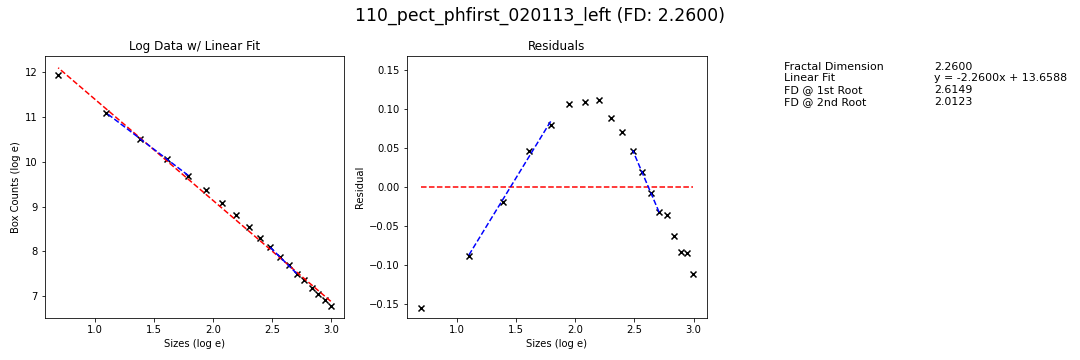 110_pect_phfirst_020113_left (FD: 2.2600)
Log Data w/ Linear Fit
Box Counts (log e)
12
11
10
9
8
7
1.0 1.5 2.0 2.5 3.0
Sizes (log e)
Residuals
Residual
0.15
0.10
0.05
0.00
−0.05
−0.10
−0.15
1.0 1.5 2.0 2.5 3.0
Sizes (log e)
Fractal Dimension 2.2600
Linear Fit y = -2.2600x + 13.6588
FD @ 1st Root 2.6149
FD @ 2nd Root 2.0123